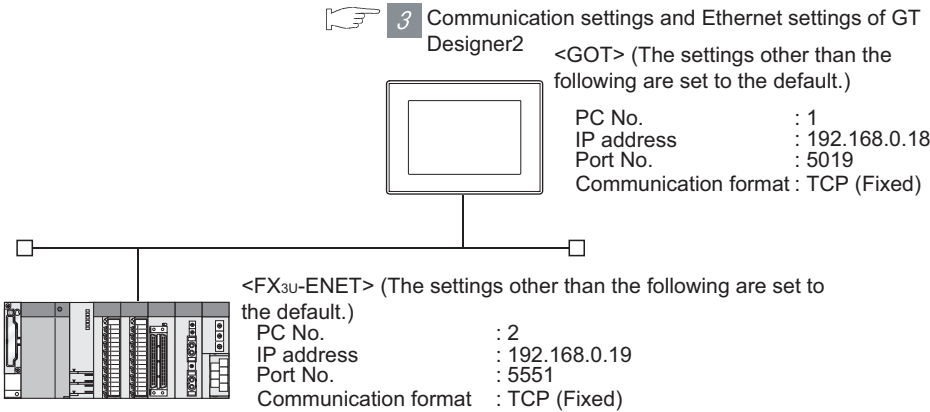 3 Communication settings and Ethernet settings of GT
Designer2
<GOT> (The settings other than the
following are set to the default.)
PC No. : 1
IP address : 192.168.0.18
Port No. : 5019
Communication format : TCP (Fixed)
<FX3U-ENET> (The settings other than the following are set to
the default.)
PC No. : 2
IP address : 192.168.0.19
Port No. : 5551
Communication format : TCP (Fixed)